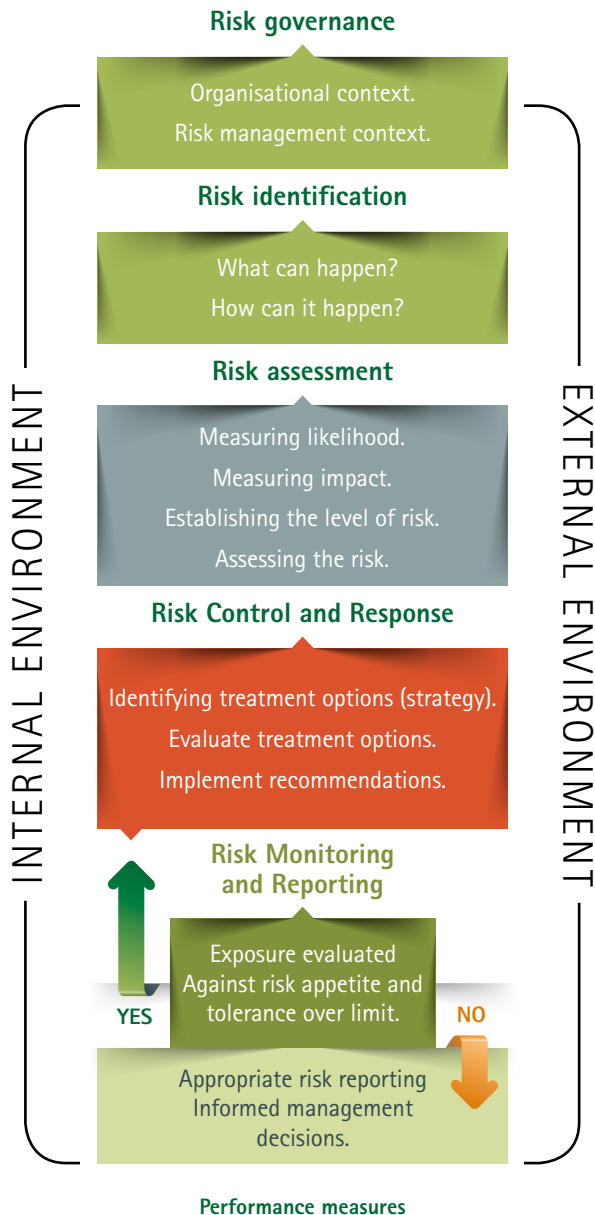 Risk governance
Organisational context.
Risk management context.
Risk identification
What can happen?
How can it happen?
Risk assessment
Measuring likelihood.
Measuring impact.
Establishing the level of risk.
Assessing the risk.
Risk Control and Response
Identifying treatment options (strategy).
Evaluate treatment options.
Implement recommendations.
Risk Monitoring
and Reporting
Exposure evaluated
Against risk appetite and
tolerance over limit.
YES
NO
Appropriate risk reporting
Informed management
decisions.
Performance measures
INTERNAL ENVIRONMENT
EXTERNAL ENVIRONMENT